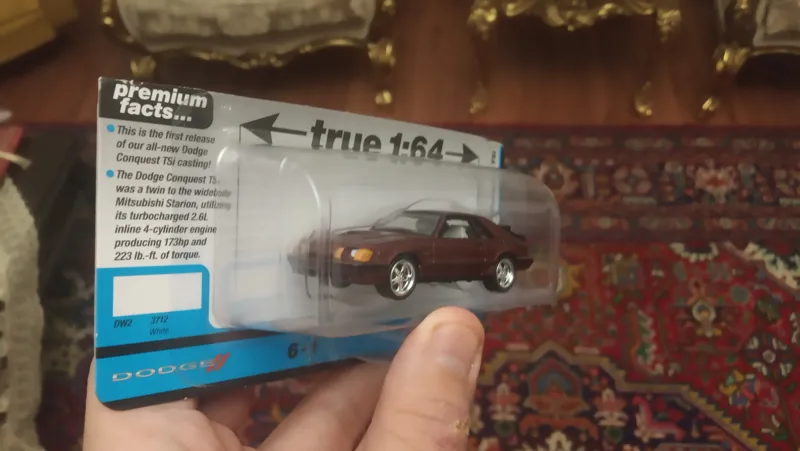 premium
facts...
true 1:64
This is the first release
of our all-new Dodge
Conquest TSi casting!
The Dodge Conquest TSi
was a twin to the widebody
Mitsubishi Starion, utilizing
its turbocharged 2.6L
inline 4-cylinder engine
producing 173hp and
223 lb.-ft. of torque.
DW2 3712
White
DODGE
6